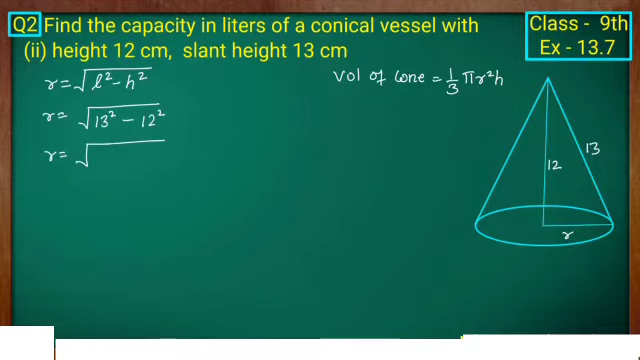 Q2 Find the capacity in liters of a conical vessel with
(ii) height 12 cm, slant height 13 cm
Class - 9th
Ex - 13.7
r = √l² - h²
r = √13² - 12²
r = √
Vol of Cone = 1/3 πr²h
12
13
r